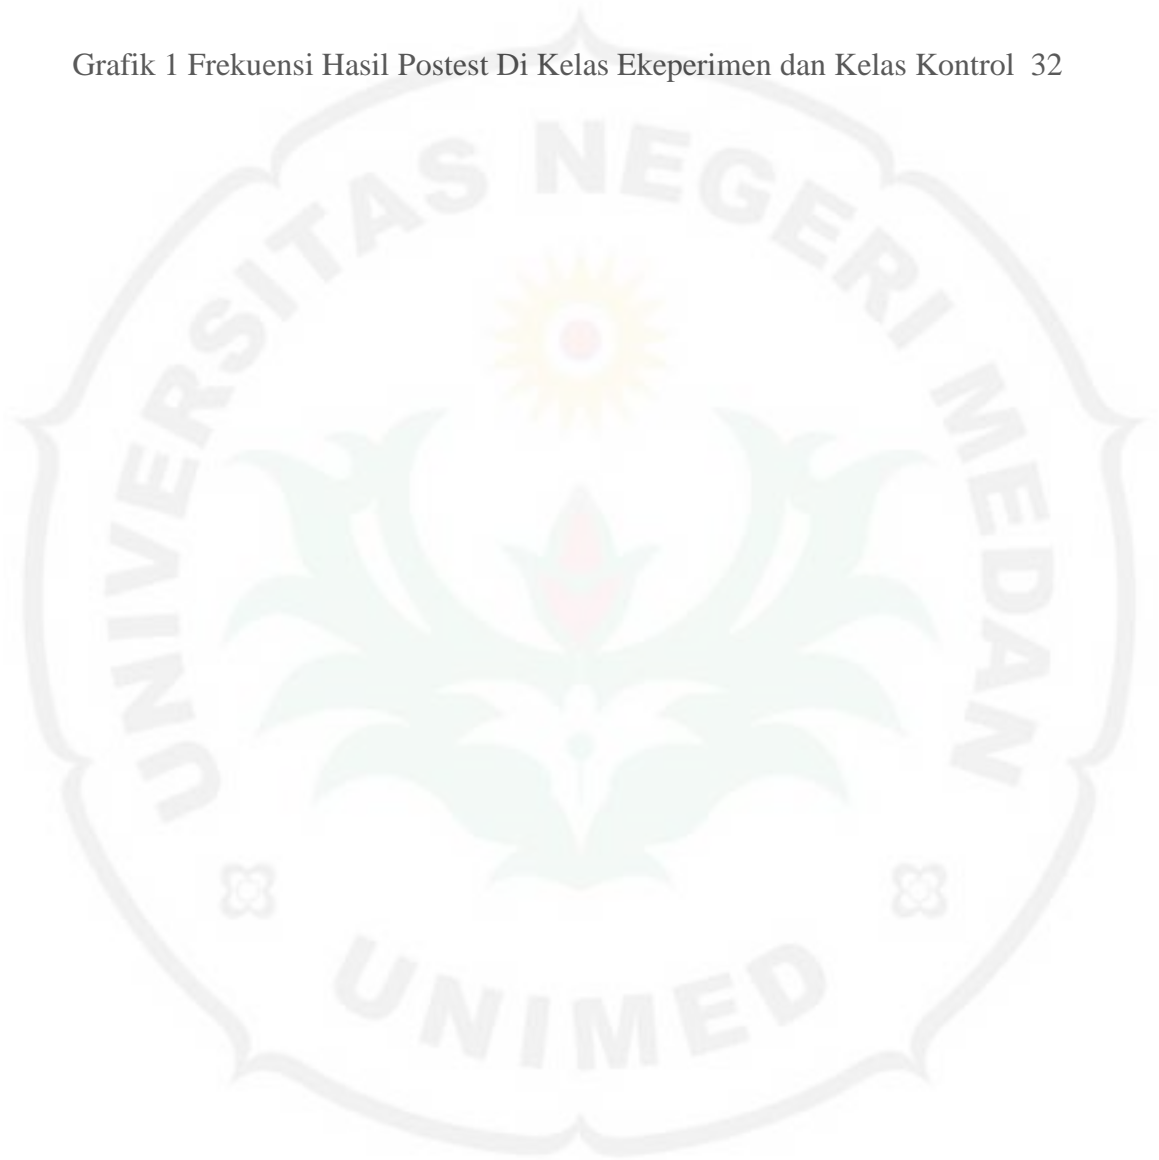 Grafik 1 Frekuensi Hasil Postest Di Kelas Ekeperimen dan Kelas Kontrol 32
UNIVERSITAS NEGERI MEDAN
UNIMED